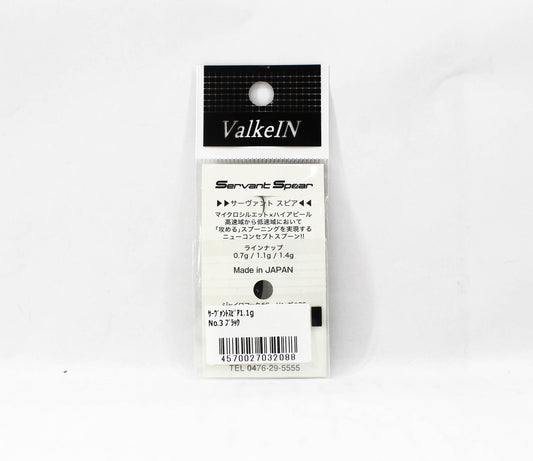 ValkeIN
Servant Spear
▶▶サーヴァント スピア◀◀
マイクロシルエット×ハイアピール
高速域から低速域において
「攻める」スプーニングを実現する
ニューコンセプトスプーン!!
ラインナップ
0.7g / 1.1g / 1.4g
Made in JAPAN
ｻｰｳﾞｧﾝﾄｽﾋﾟｱ1.1g
No.3 ﾌﾞﾗｯｸ
4570027032088
TEL 0476-29-5555